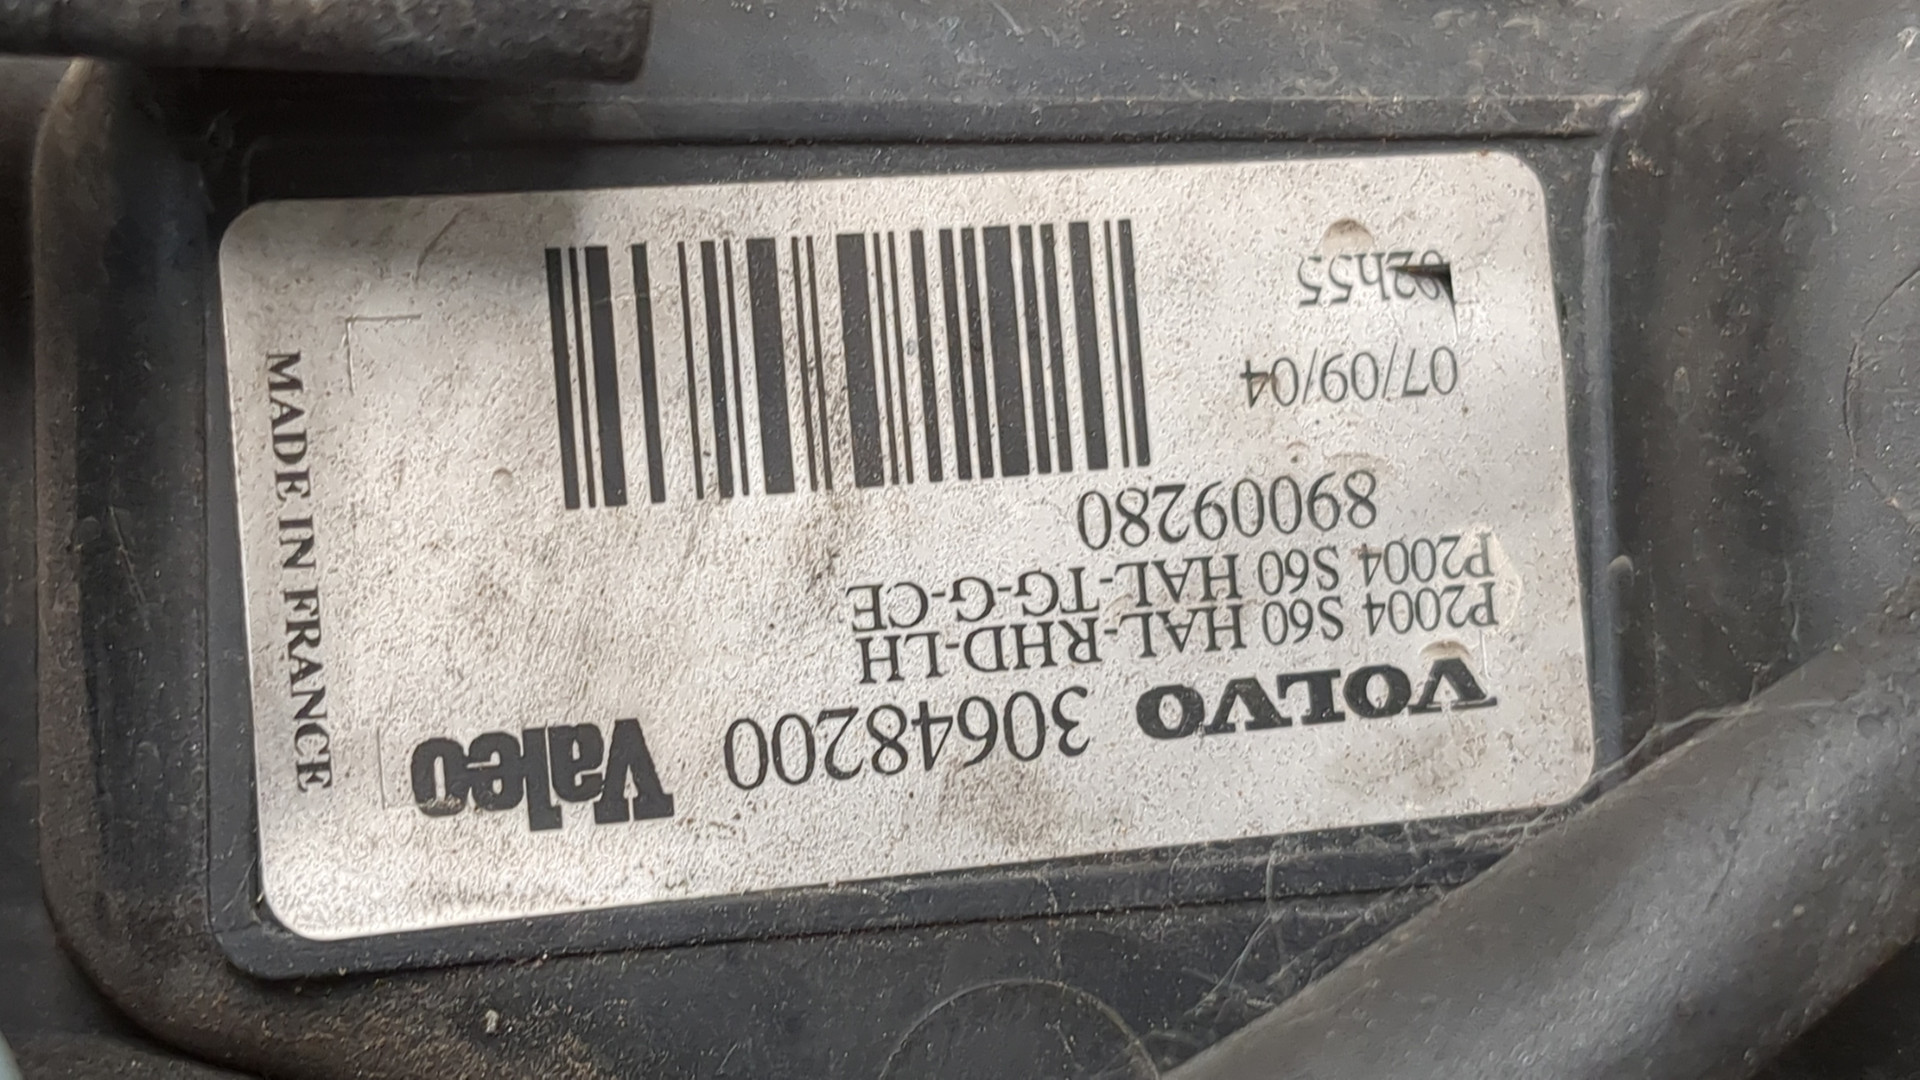 VOLVO 30648200 Valeo
P2004 S60 HAL-RHD-LH
P2004 S60 HAL-TG-G-CE
89009280
07/09/04
02h55
MADE IN FRANCE